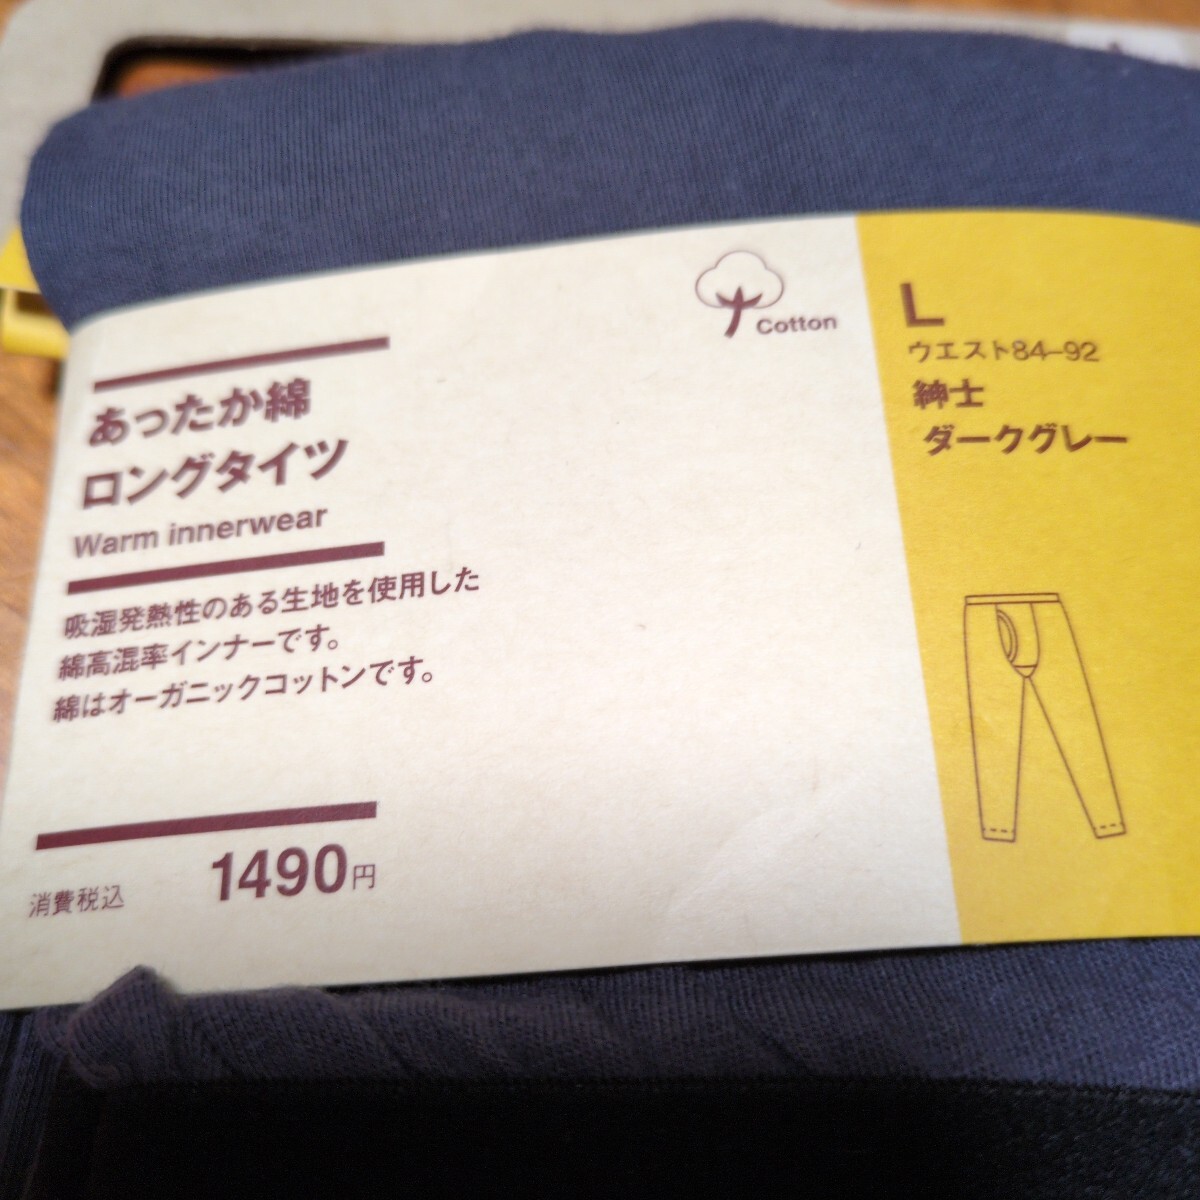 Cotton
あったか綿
ロングタイツ
Warm innerwear
吸湿発熱性のある生地を使用した
綿高混率インナーです。
綿はオーガニックコットンです。
消費税込 1490円
L
ウエスト84-92
紳士
ダークグレー